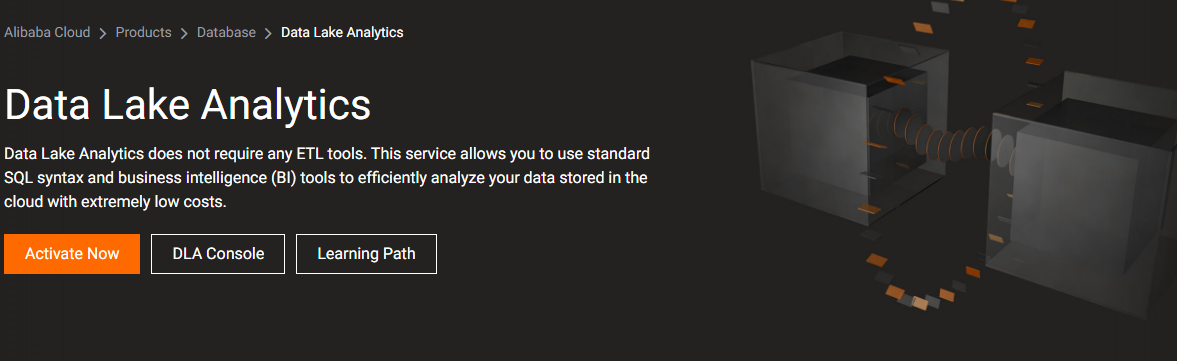 Alibaba Cloud > Products > Database > Data Lake Analytics
Data Lake Analytics
Data Lake Analytics does not require any ETL tools. This service allows you to use standard
SQL syntax and business intelligence (BI) tools to efficiently analyze your data stored in the
cloud with extremely low costs.
Activate Now DLA Console Learning Path